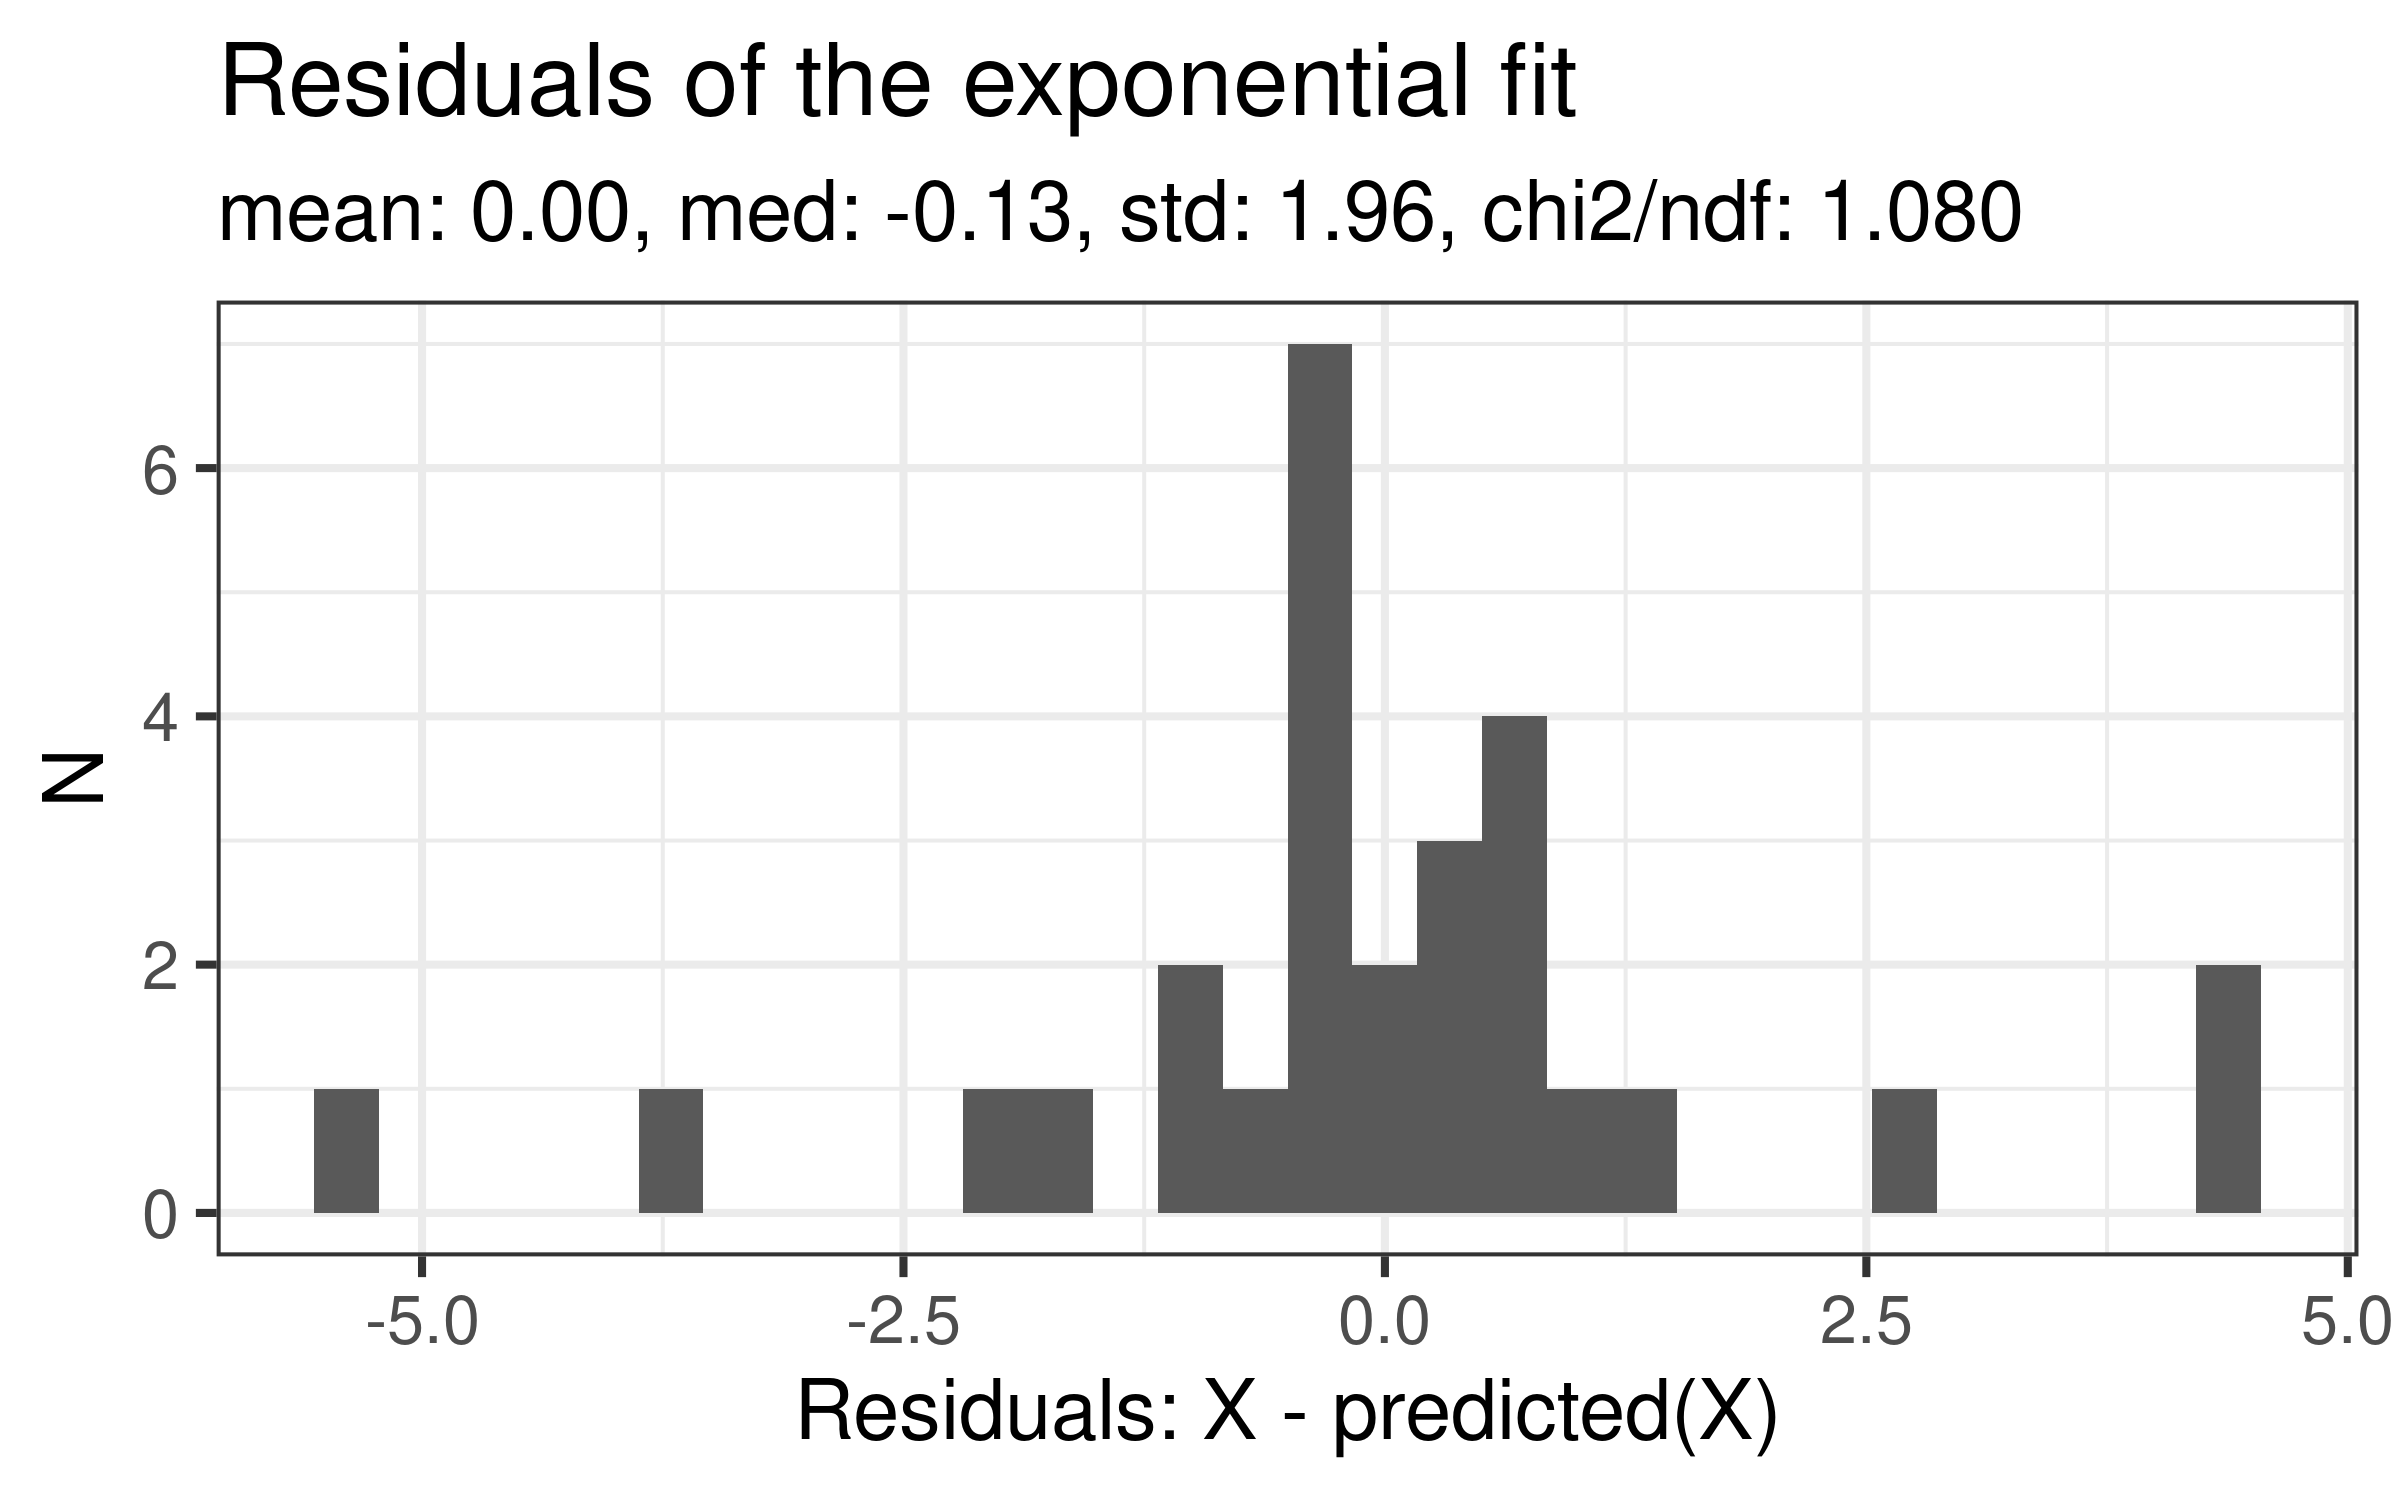 Residuals of the exponential fit
mean: 0.00, med: -0.13, std: 1.96, chi2/ndf: 1.080
N
6
4
2
0
-5.0 -2.5 0.0 2.5 5.0
Residuals: X - predicted(X)